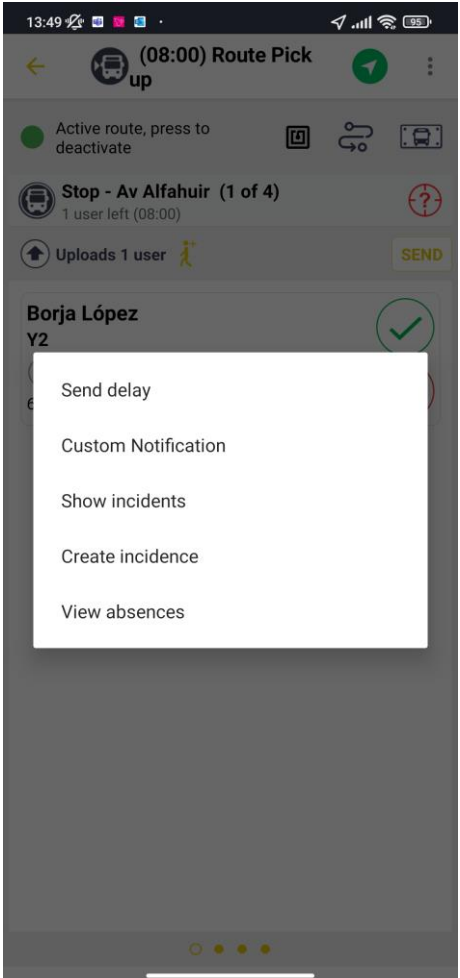 13:49
95
(08:00) Route Pick
up
Active route, press to
deactivate
Stop - Av Alfahuir (1 of 4)
1 user left (08:00)
Uploads 1 user
SEND
Borja López
Y2
6
Send delay
Custom Notification
Show incidents
Create incidence
View absences